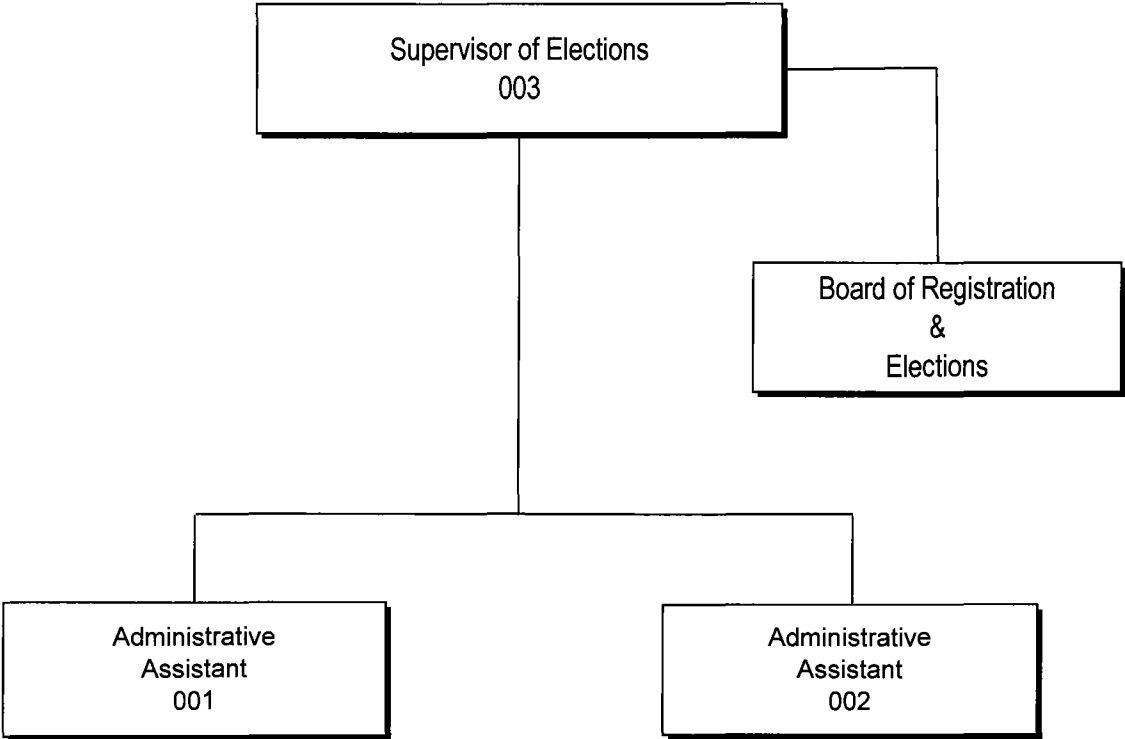 Supervisor of Elections
003
Board of Registration
&
Elections
Administrative
Assistant
001
Administrative
Assistant
002